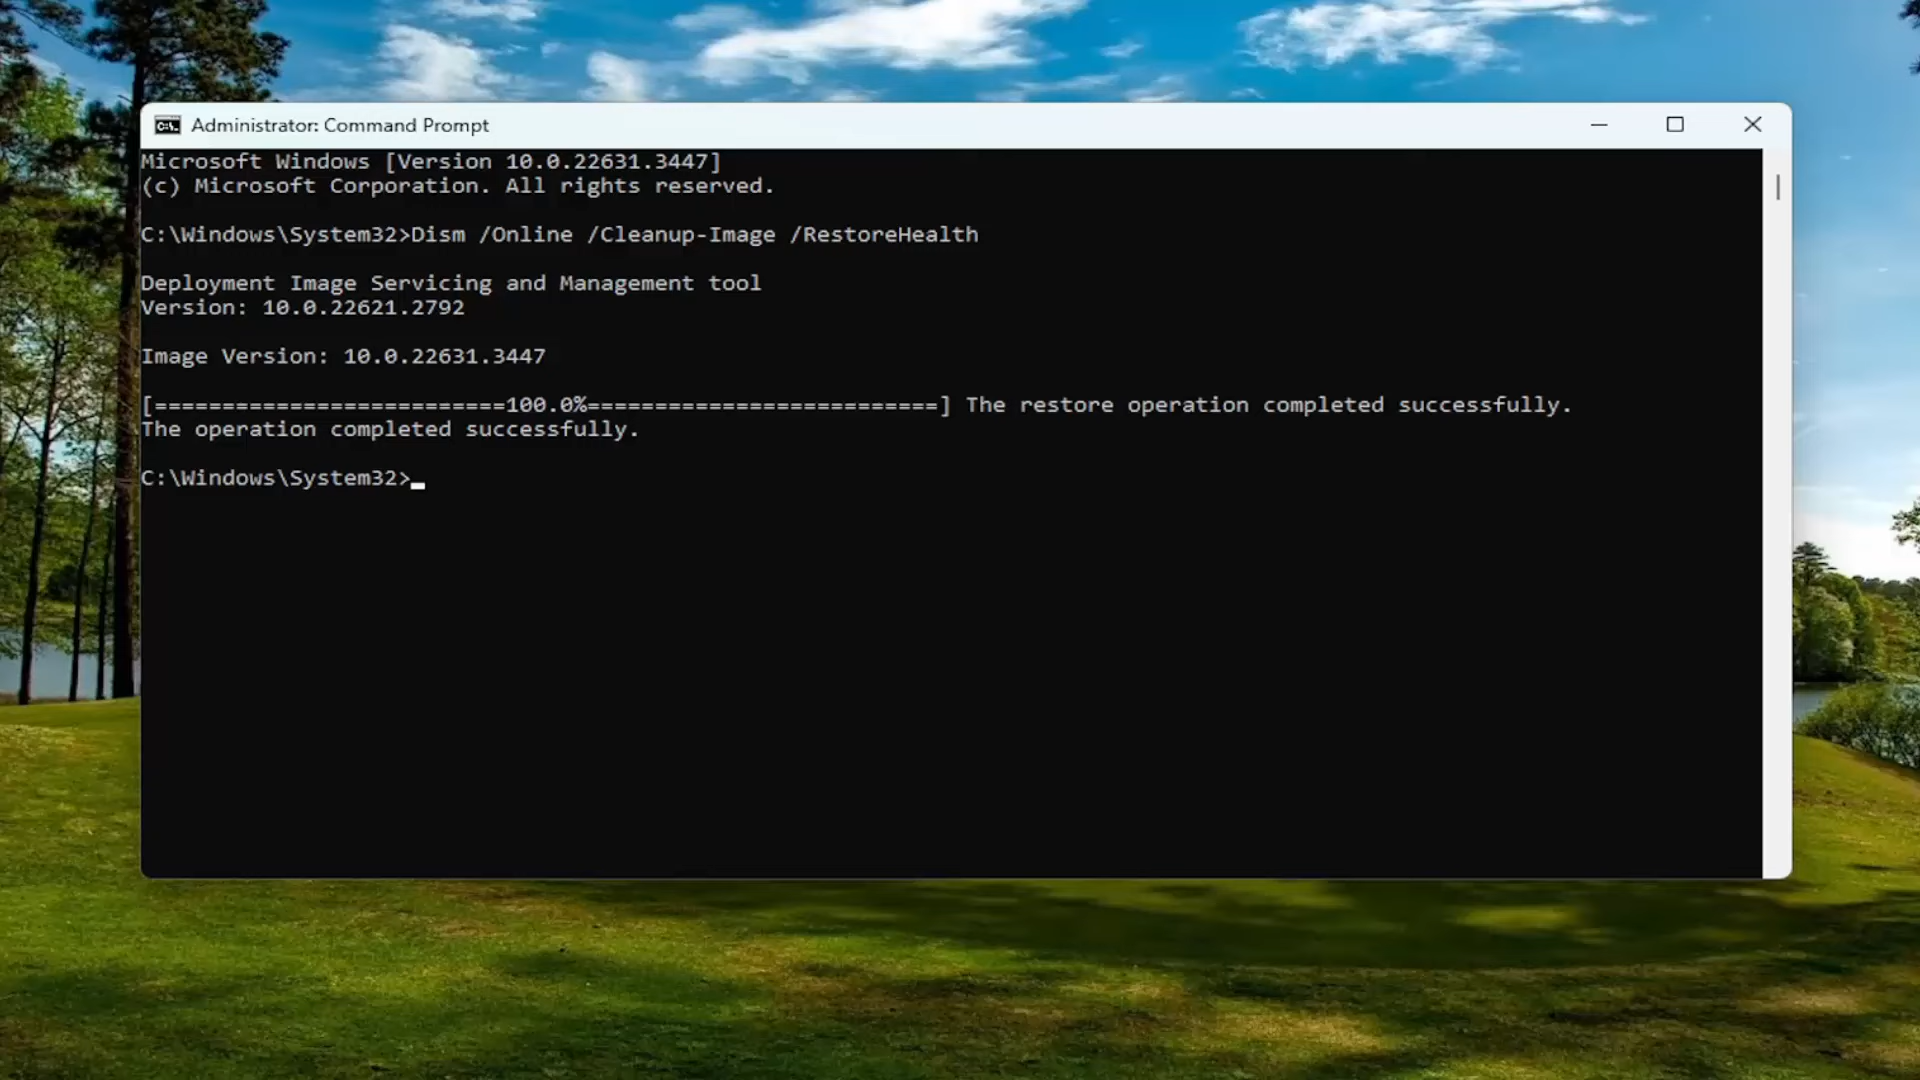 Administrator: Command Prompt
Microsoft Windows [Version 10.0.22631.3447]
(c) Microsoft Corporation. All rights reserved.
C:\Windows\System32>Dism /Online /Cleanup-Image /RestoreHealth
Deployment Image Servicing and Management tool
Version: 10.0.22621.2792
Image Version: 10.0.22631.3447
[==========================100.0%==========================] The restore operation completed successfully.
The operation completed successfully.
C:\Windows\System32>